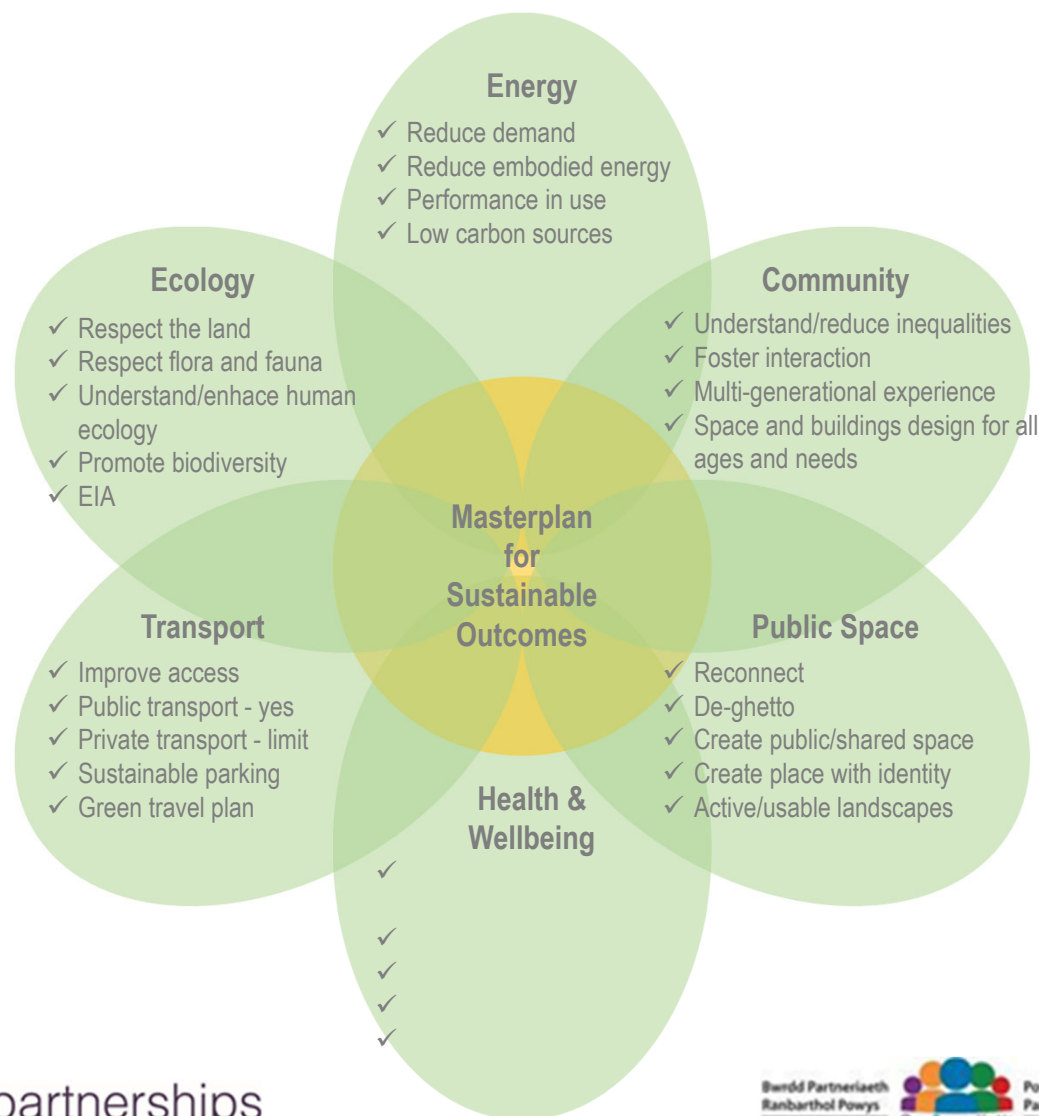 Energy
✓ Reduce demand
✓ Reduce embodied energy
✓ Performance in use
✓ Low carbon sources
Ecology
✓ Respect the land
✓ Respect flora and fauna
✓ Understand/enhace human
ecology
✓ Promote biodiversity
✓ EIA
Community
✓ Understand/reduce inequalities
✓ Foster interaction
✓ Multi-generational experience
✓ Space and buildings design for all
ages and needs
Masterplan
for
Sustainable
Outcomes
Transport
✓ Improve access
✓ Public transport - yes
✓ Private transport - limit
✓ Sustainable parking
✓ Green travel plan
Public Space
✓ Reconnect
✓ De-ghetto
✓ Create public/shared space
✓ Create place with identity
✓ Active/usable landscapes
Health &
Wellbeing
✓
✓
✓
✓
✓
partnerships
Bwrdd Partneriaeth
Ranbarthol Powys
Po
Pa